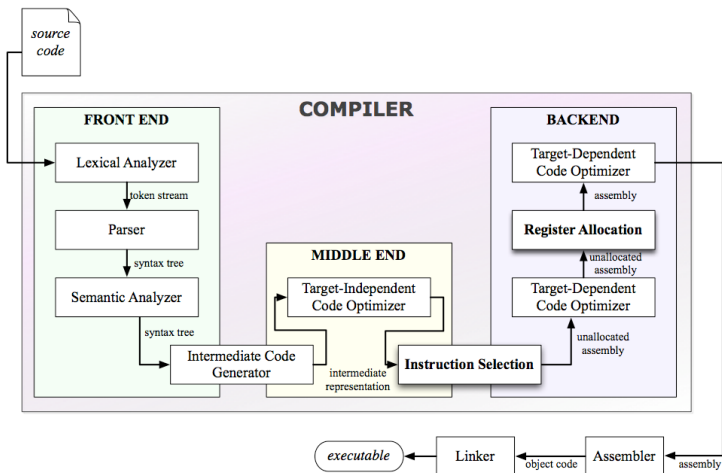 source
code
COMPILER
FRONT END
Lexical Analyzer
token stream
Parser
syntax tree
Semantic Analyzer
syntax tree
Intermediate Code
Generator
MIDDLE END
Target-Independent
Code Optimizer
intermediate
representation
Instruction Selection
BACKEND
Target-Dependent
Code Optimizer
assembly
Register Allocation
unallocated
assembly
Target-Dependent
Code Optimizer
unallocated
assembly
executable
Linker
object code
Assembler
assembly